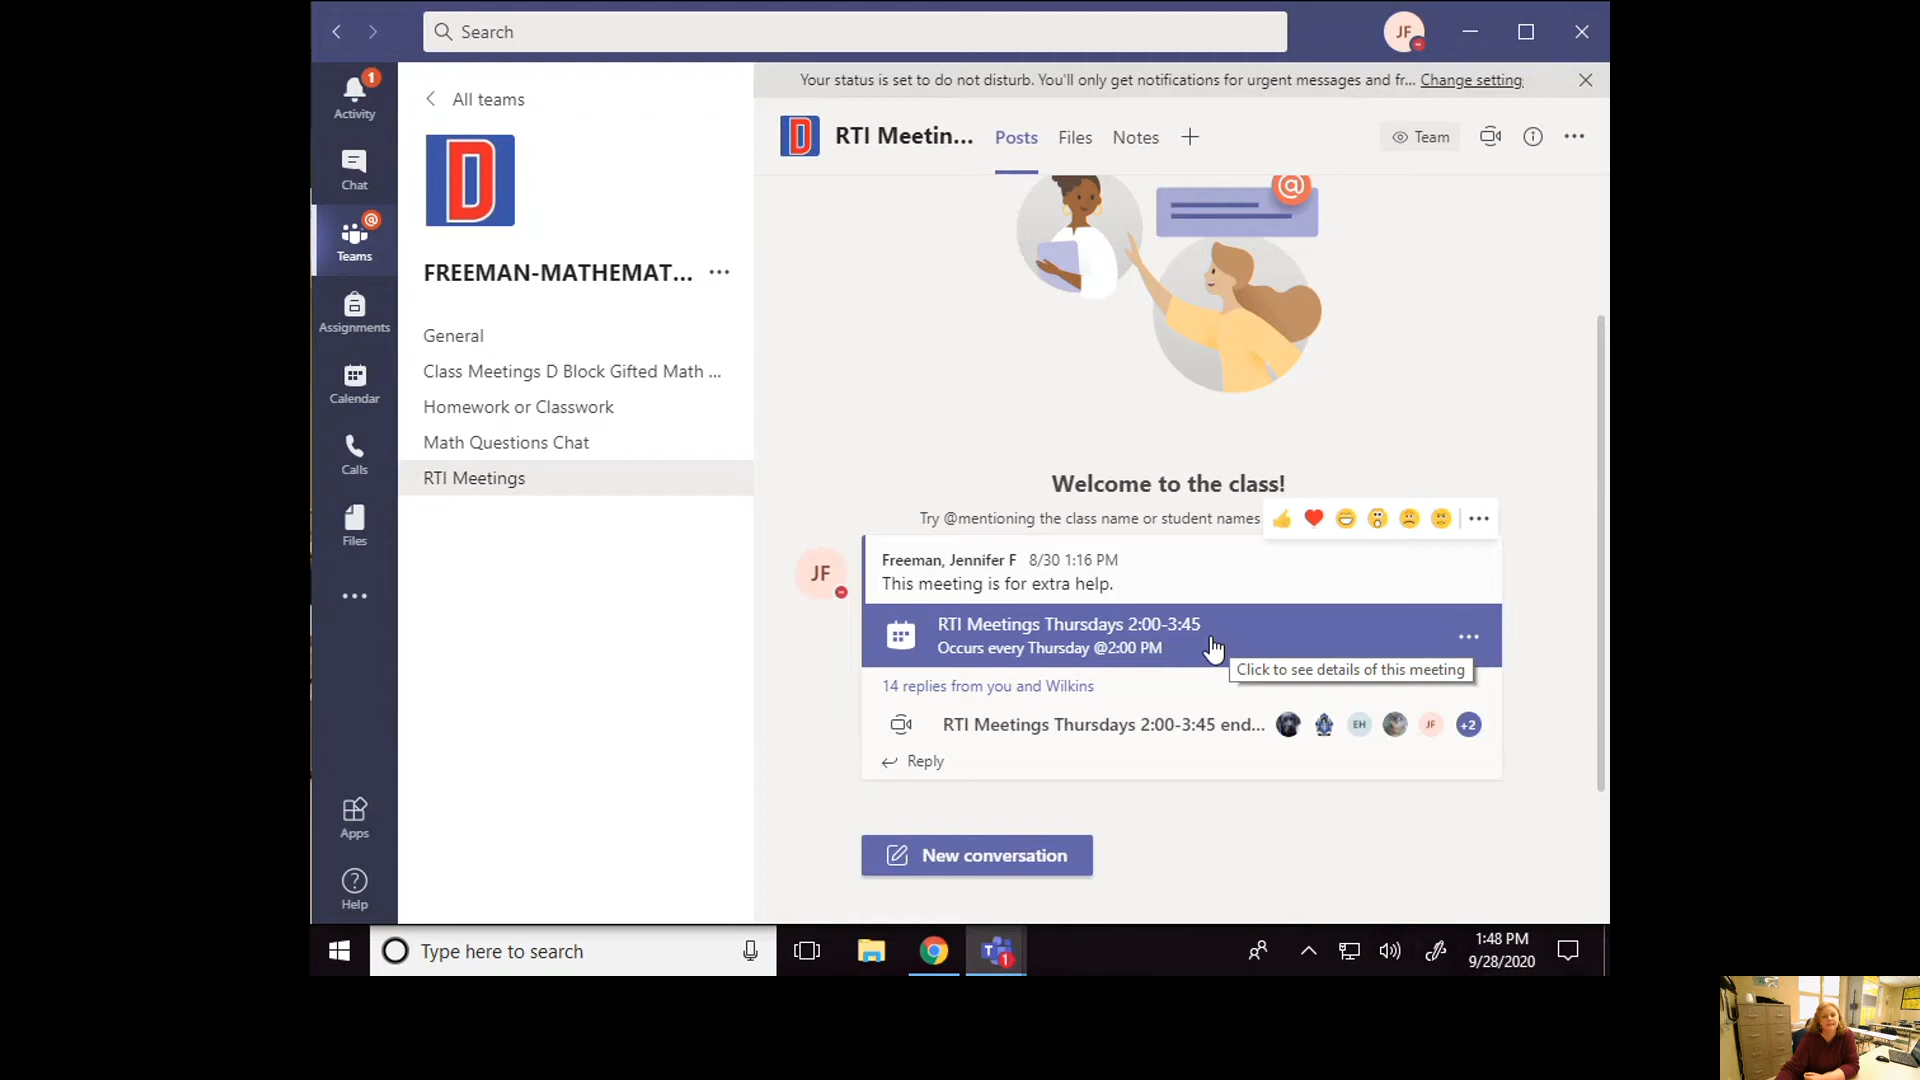 Search
JF
1
Activity
Chat
@
Teams
Assignments
Calendar
Calls
Files
Apps
Help
All teams
D
FREEMAN-MATHEMAT...
General
Class Meetings D Block Gifted Math ...
Homework or Classwork
Math Questions Chat
RTI Meetings
Your status is set to do not disturb. You'll only get notifications for urgent messages and fr... Change setting
D
RTI Meetin...
Posts
Files
Notes
Team
@
Welcome to the class!
Try @mentioning the class name or student names
JF
Freeman, Jennifer F 8/30 1:16 PM
This meeting is for extra help.
RTI Meetings Thursdays 2:00-3:45
Occurs every Thursday @2:00 PM
Click to see details of this meeting
14 replies from you and Wilkins
RTI Meetings Thursdays 2:00-3:45 end...
EH
JF
+2
Reply
New conversation
Type here to search
T
1
1:48 PM
9/28/2020